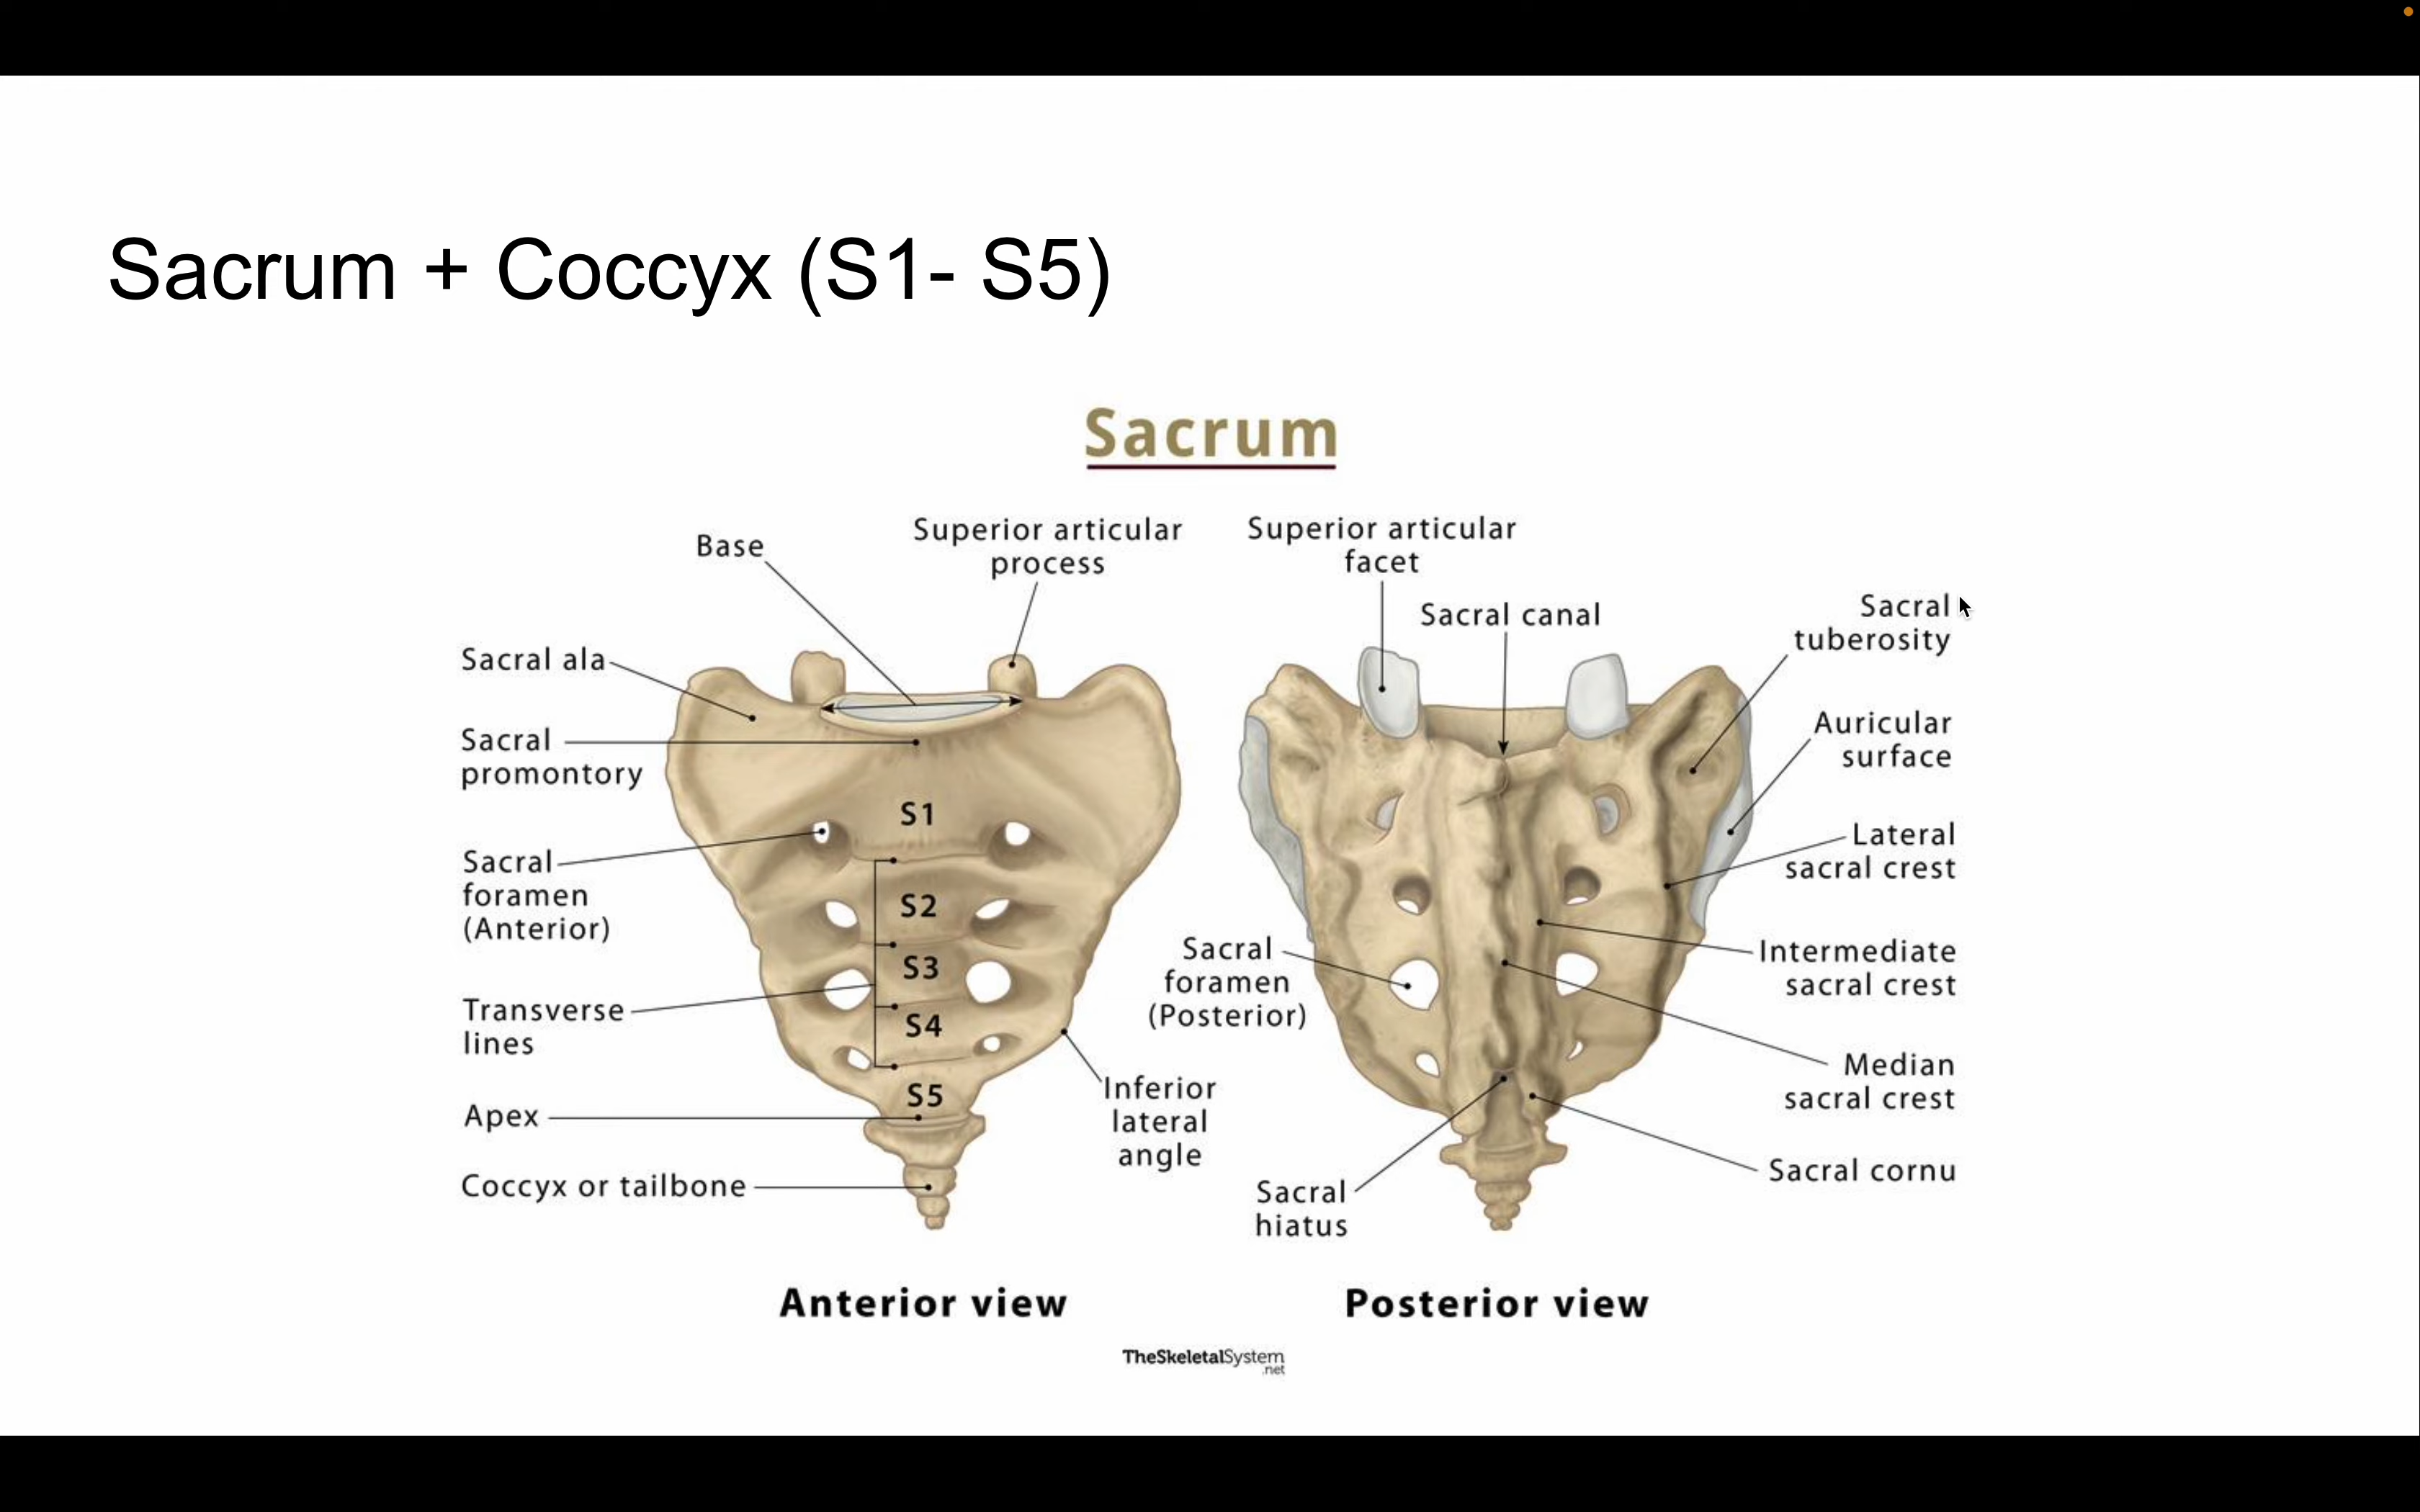 Sacrum + Coccyx (S1- S5)
Sacrum
Base
Superior articular
process
Sacral ala
Sacral
promontory
S1
Sacral
foramen
(Anterior)
S2
S3
Transverse
lines
S4
S5
Apex
Inferior
lateral
angle
Coccyx or tailbone
Anterior view
Superior articular
facet
Sacral canal
Sacral
tuberosity
Auricular
surface
Lateral
sacral crest
Sacral
foramen
(Posterior)
Intermediate
sacral crest
Median
sacral crest
Sacral cornu
Sacral
hiatus
Posterior view
TheSkeletalSystem
.net